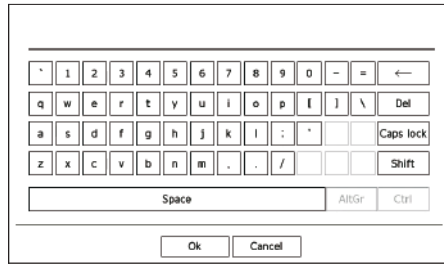 ` 1 2 3 4 5 6 7 8 9 0 - = ←
q w e r t y u i o p [ ] \ Del
a s d f g h j k l ; ' Caps lock
z x c v b n m , . / Shift
Space AltGr Ctrl
Ok Cancel